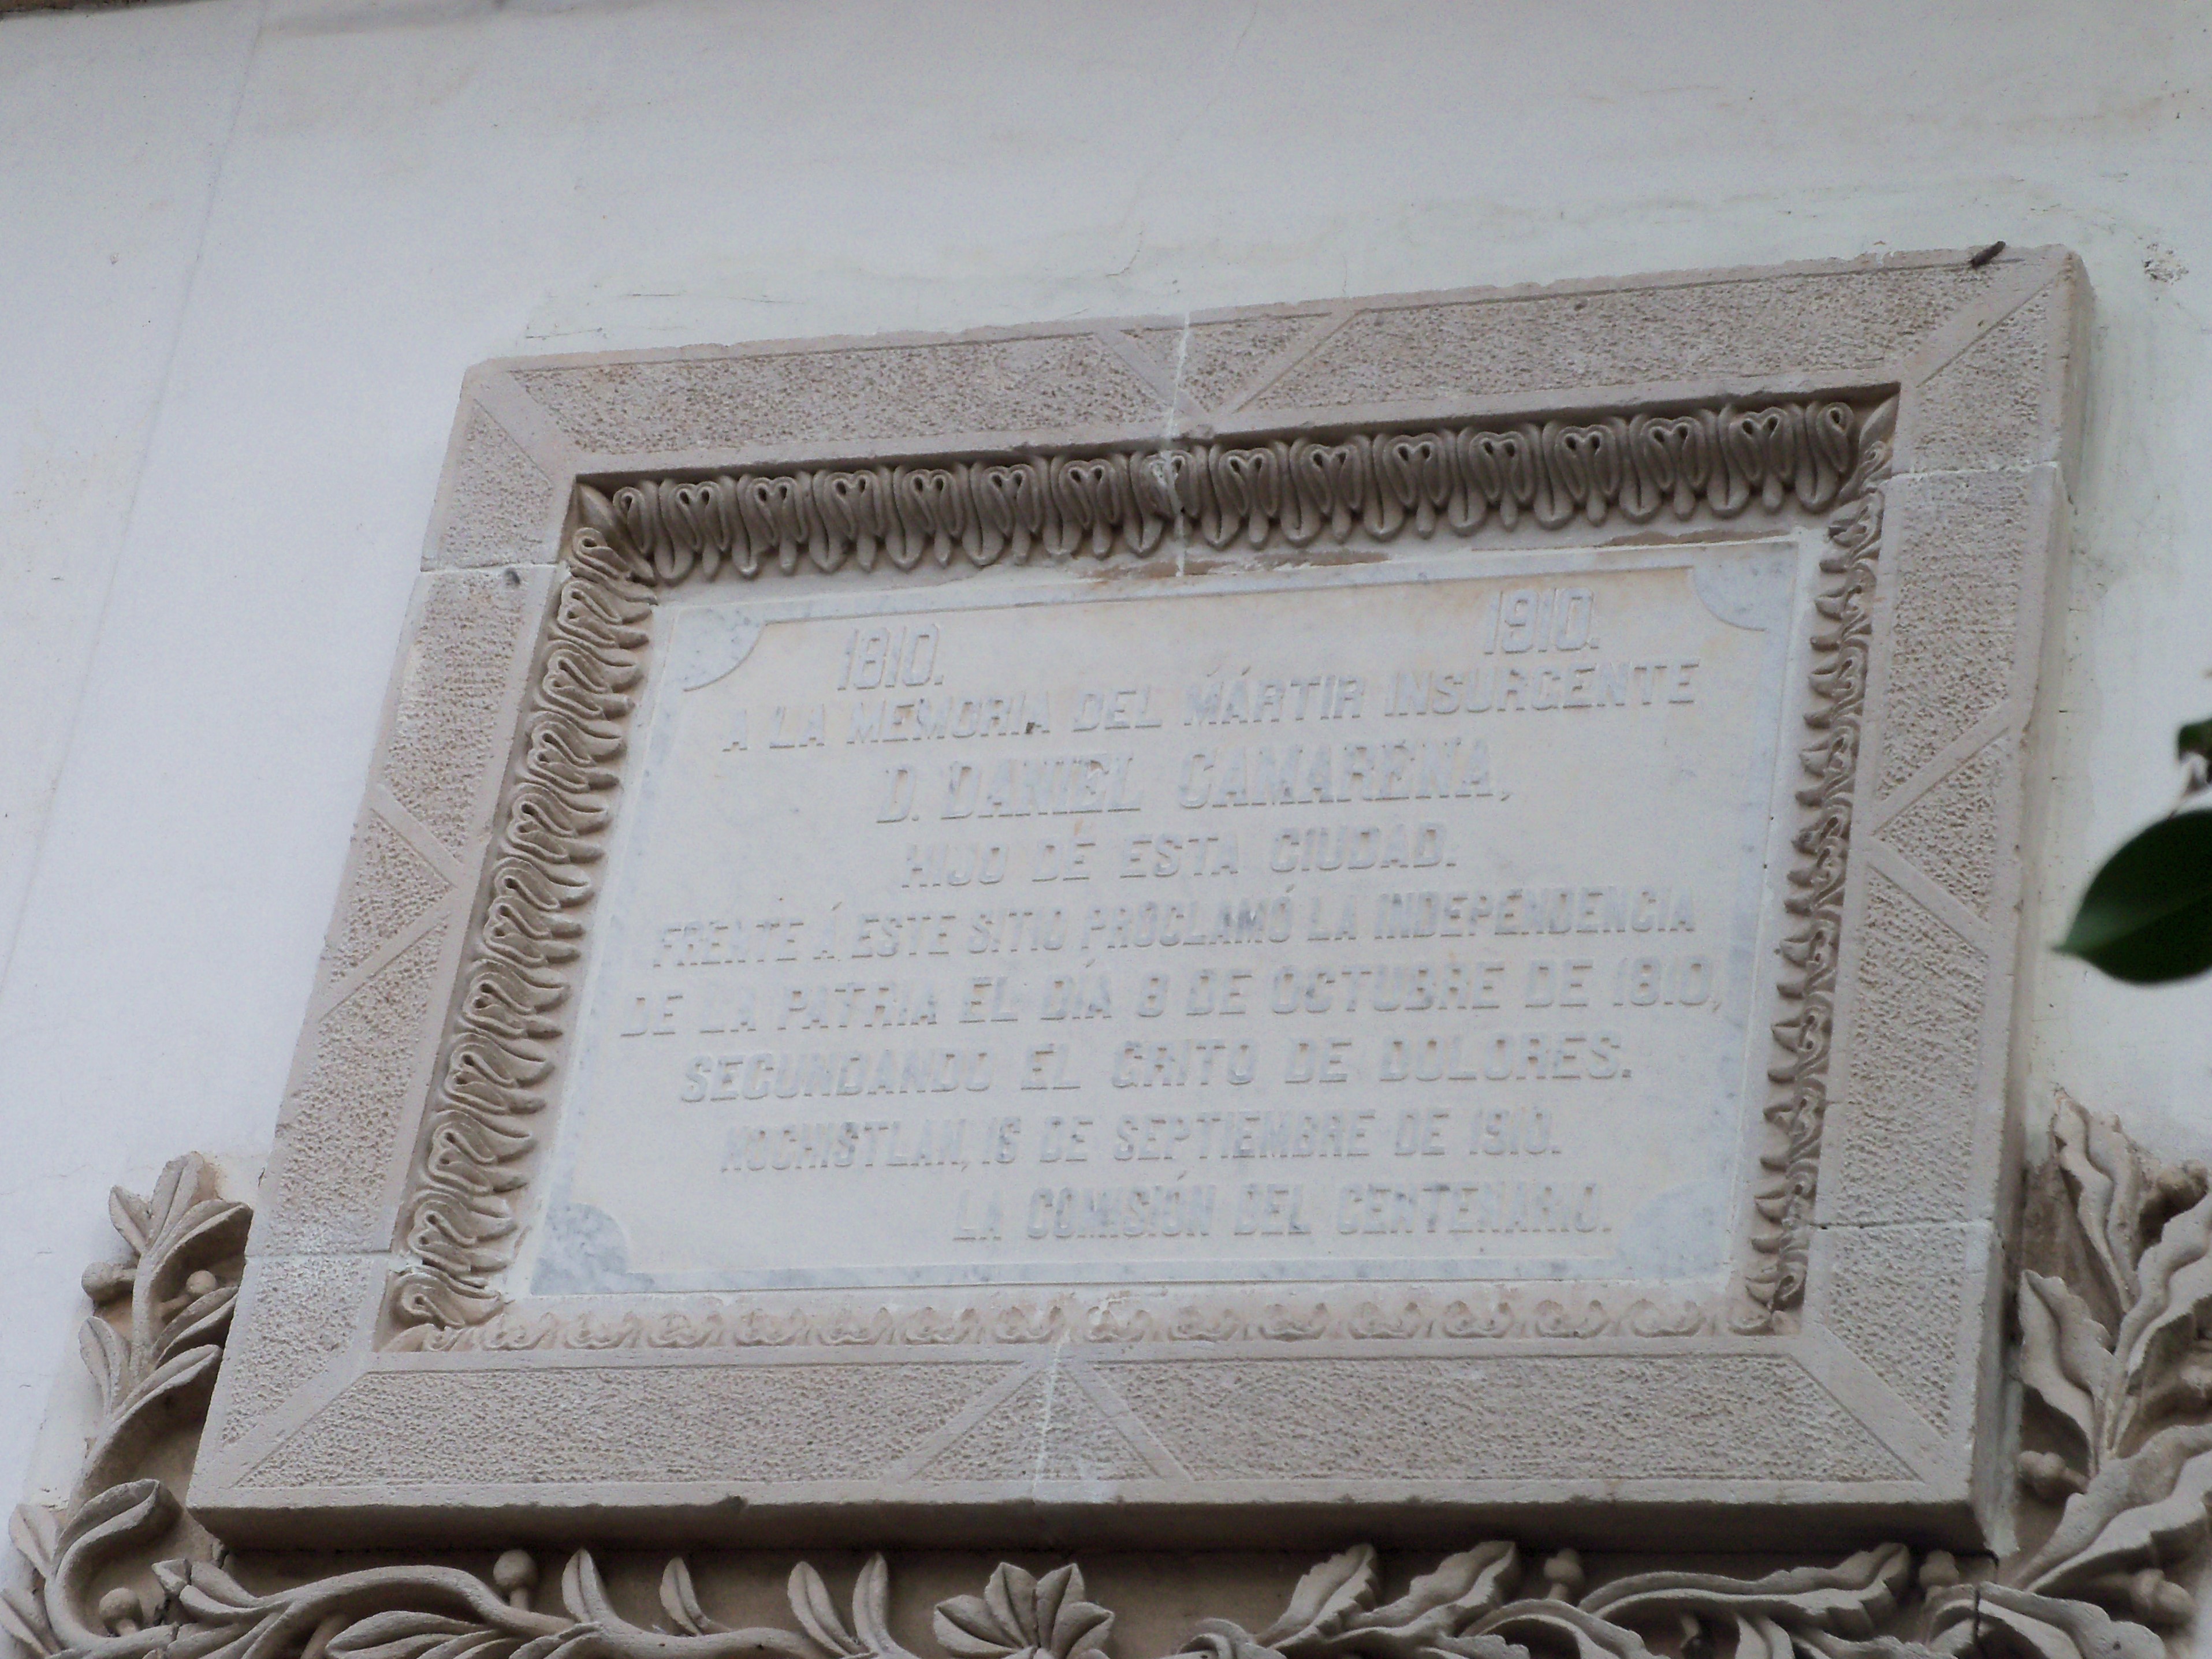 1810. 1910.
A LA MEMORIA DEL MÁRTIR INSURGENTE
D. DANIEL CAMARENA,
HIJO DE ESTA CIUDAD.
FRENTE Á ESTE SITIO PROCLAMÓ LA INDEPENDENCIA
DE LA PATRIA EL DÍA 8 DE OCTUBRE DE 1810,
SECUNDANDO EL GRITO DE DOLORES.
NOCHISTLAN, 16 DE SEPTIEMBRE DE 1910.
LA COMISIÓN DEL CENTENARIO.